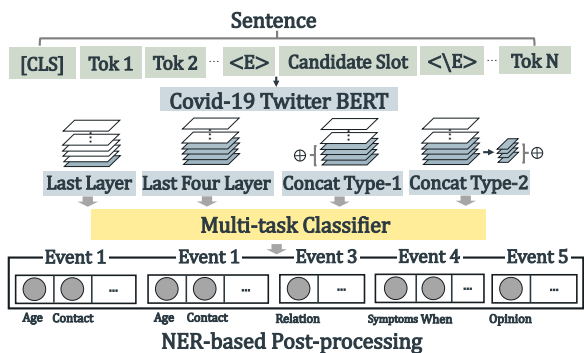 Sentence
[CLS] Tok 1 Tok 2 ... <E> Candidate Slot <\E> ... Tok N
Covid-19 Twitter BERT
Last Layer Last Four Layer Concat Type-1 Concat Type-2
Multi-task Classifier
Event 1 Event 1 Event 3 Event 4 Event 5
... ... ... ... ...
Age Contact Age Contact Relation Symptoms When Opinion
NER-based Post-processing